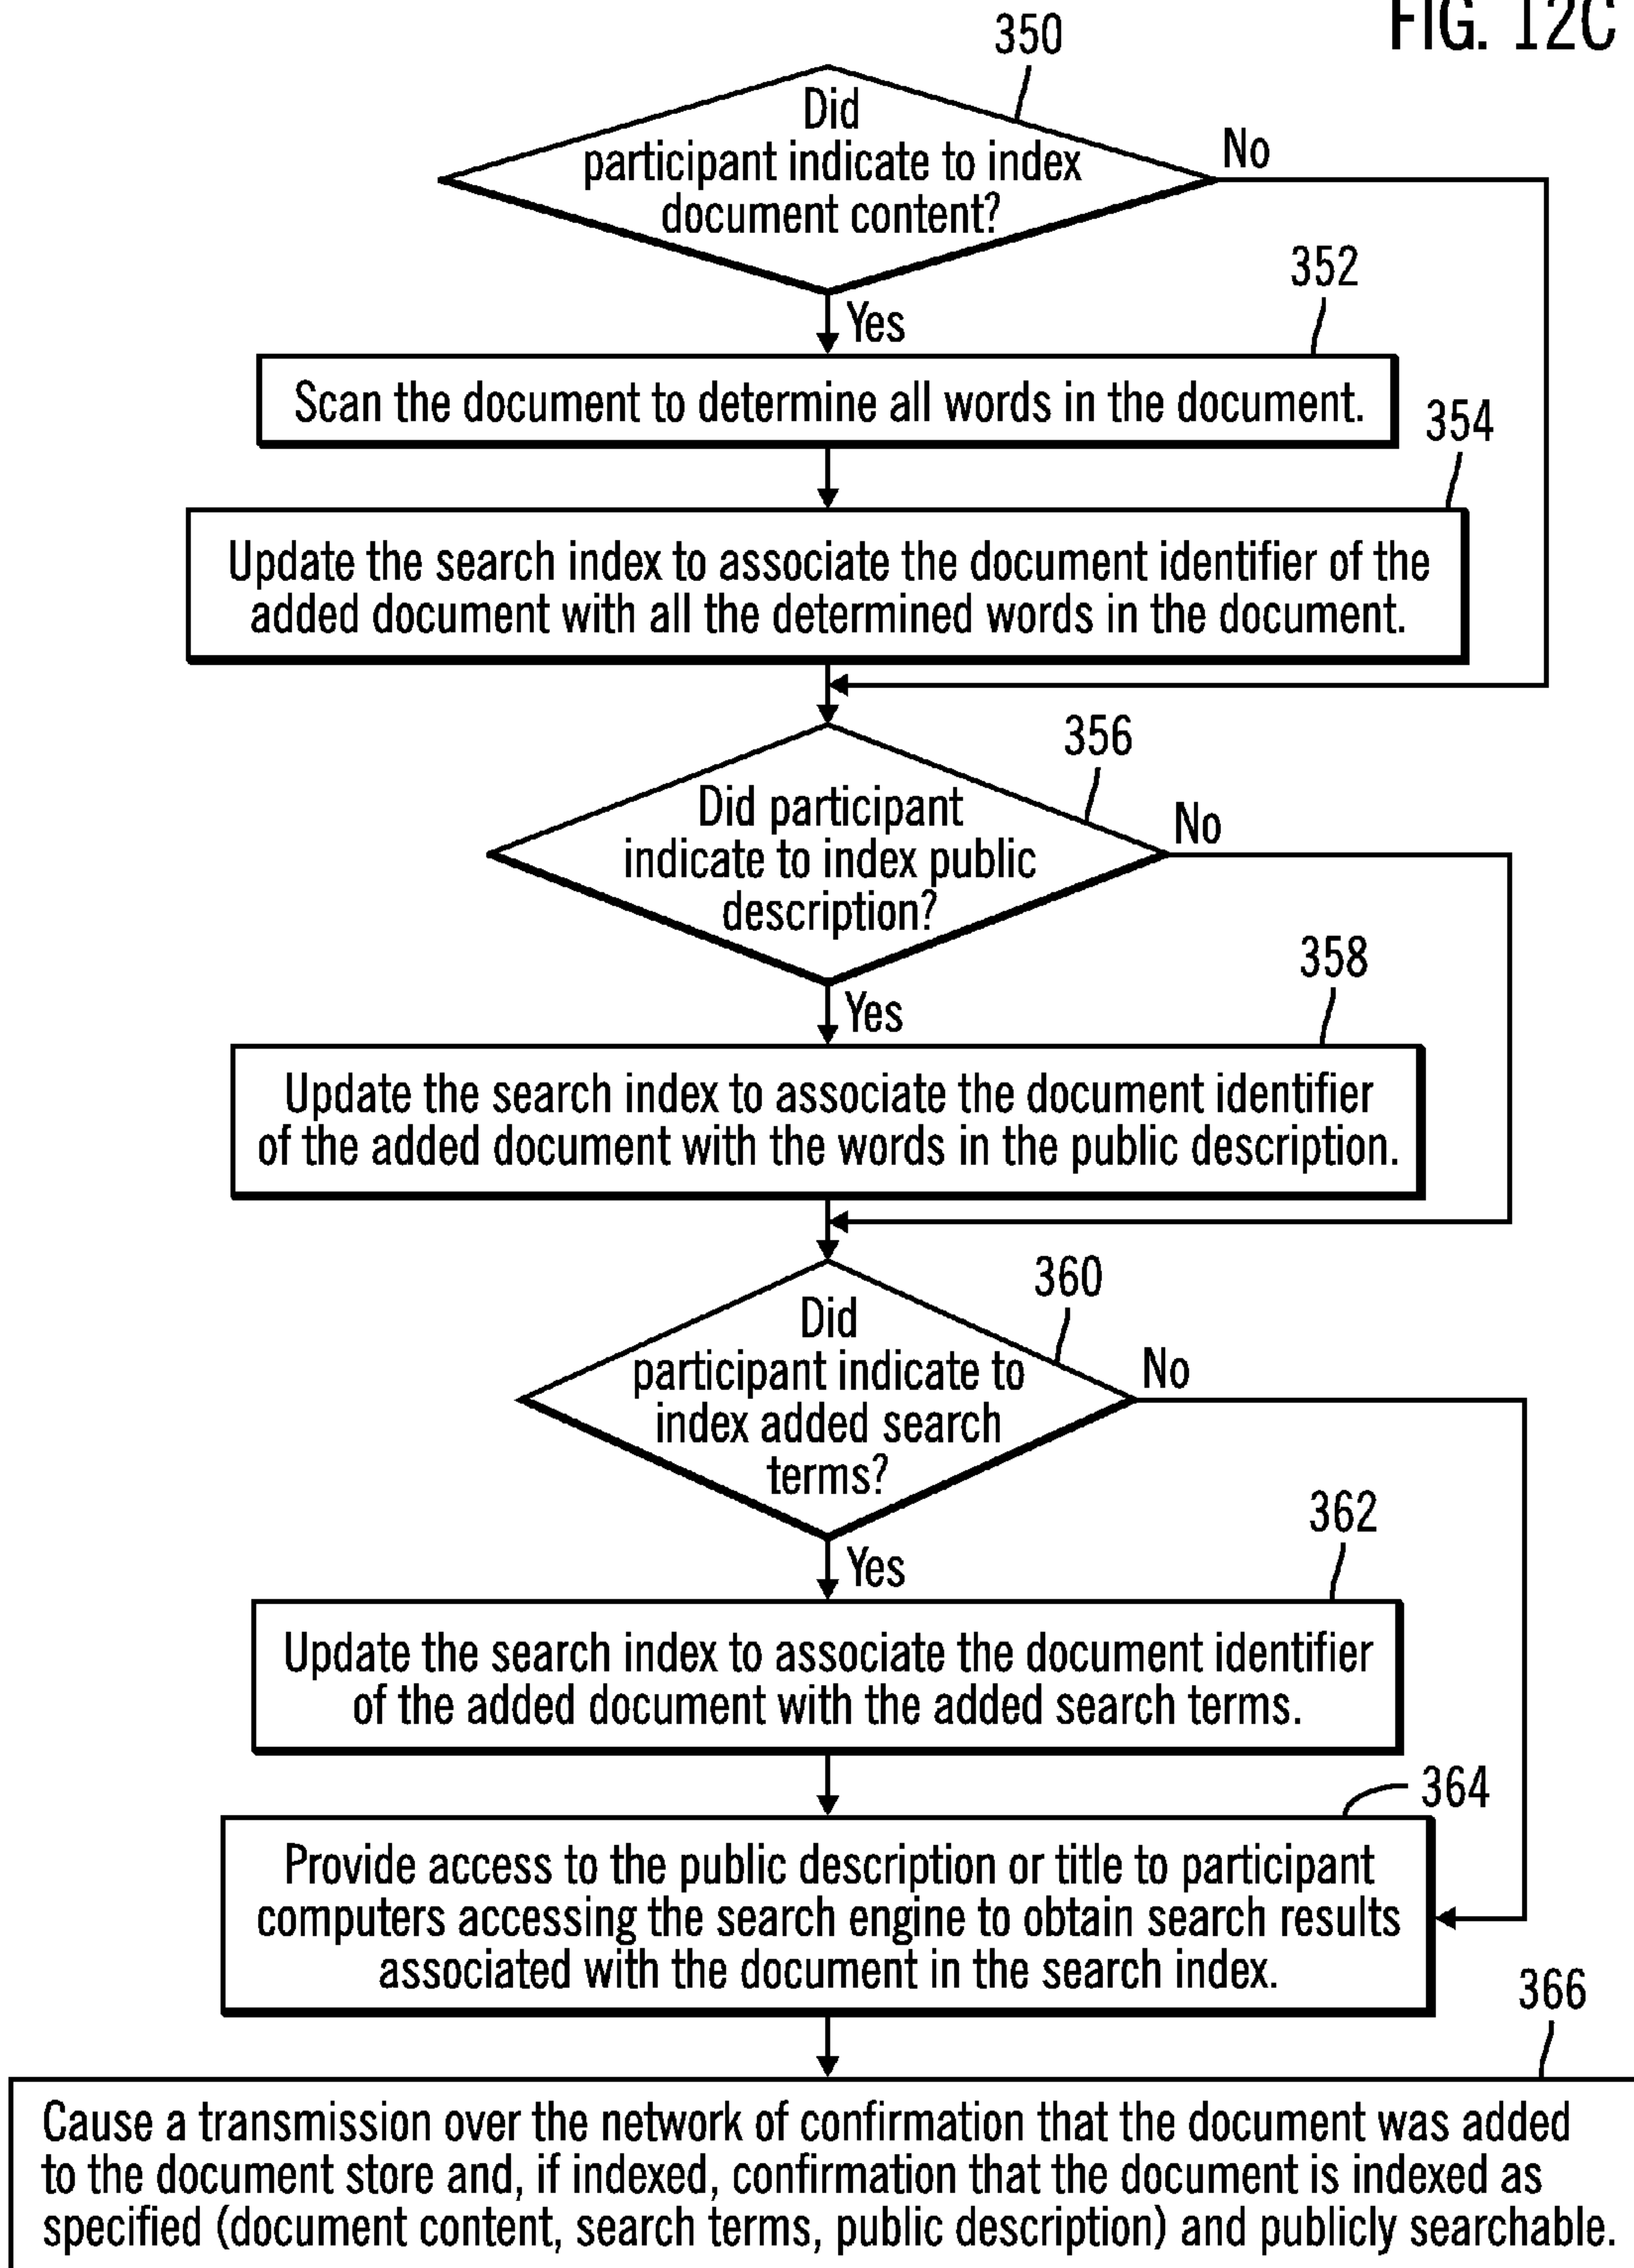 FIG. 12C
350
Did
participant indicate to index
document content?
No
Yes
352
Scan the document to determine all words in the document.
354
Update the search index to associate the document identifier of the
added document with all the determined words in the document.
356
Did participant
indicate to index public
description?
No
Yes
358
Update the search index to associate the document identifier
of the added document with the words in the public description.
360
Did
participant indicate to
index added search
terms?
No
Yes
362
Update the search index to associate the document identifier
of the added document with the added search terms.
364
Provide access to the public description or title to participant
computers accessing the search engine to obtain search results
associated with the document in the search index.
366
Cause a transmission over the network of confirmation that the document was added
to the document store and, if indexed, confirmation that the document is indexed as
specified (document content, search terms, public description) and publicly searchable.